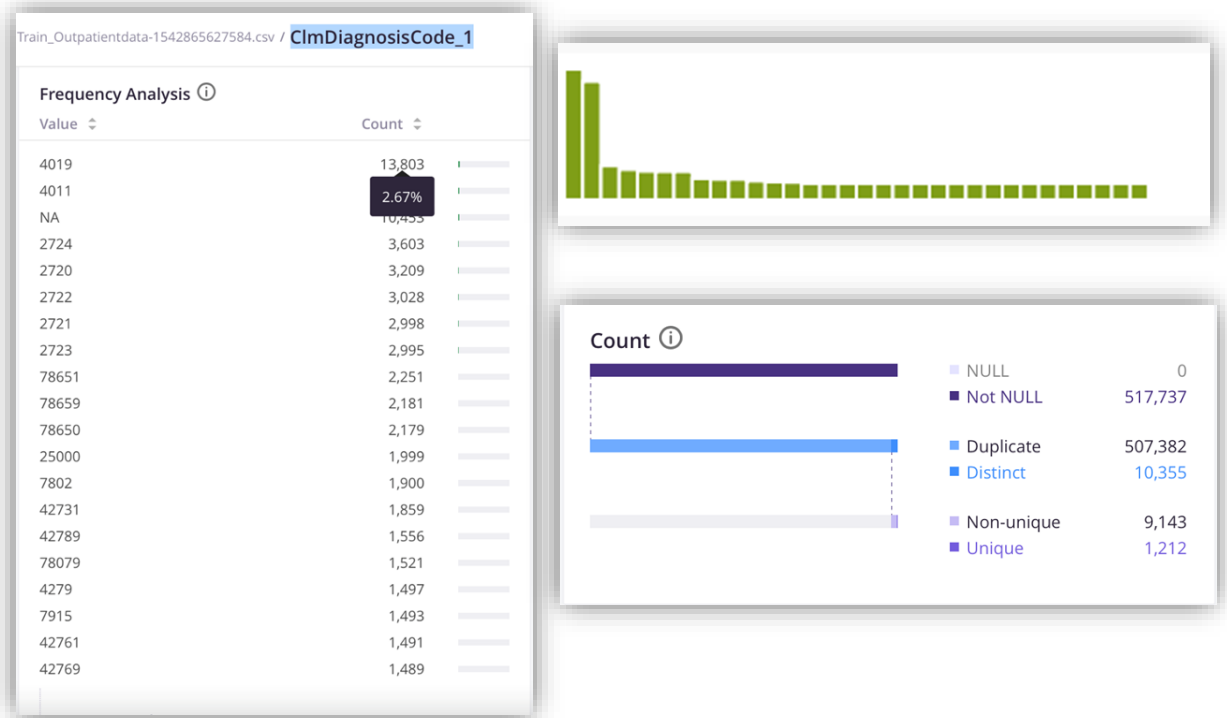 Train_Outpatientdata-1542865627584.csv / ClmDiagnosisCode_1
Frequency Analysis
Value Count
4019 13,803
4011
2.67%
NA 10,453
2724 3,603
2720 3,209
2722 3,028
2721 2,998
2723 2,995
78651 2,251
78659 2,181
78650 2,179
25000 1,999
7802 1,900
42731 1,859
42789 1,556
78079 1,521
4279 1,497
7915 1,493
42761 1,491
42769 1,489
Count
NULL 0
Not NULL 517,737
Duplicate 507,382
Distinct 10,355
Non-unique 9,143
Unique 1,212